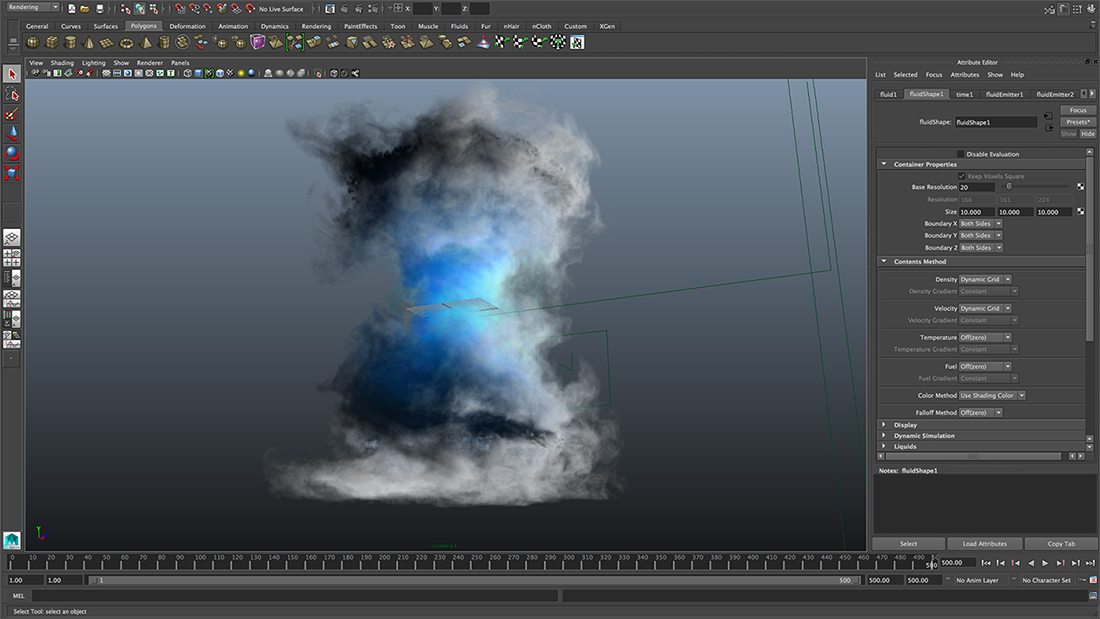 Rendering
No Live Surface
X:
Y:
Z:
General Curves Surfaces Polygons Deformation Animation Dynamics Rendering PaintEffects Toon Muscle Fluids Fur nHair nCloth Custom XGen
View Shading Lighting Show Renderer Panels
Y
Attribute Editor
List Selected Focus Attributes Show Help
fluid1 fluidShape1 time1 fluidEmitter1 fluidEmitter2
Focus
fluidShape: fluidShape1
Presets*
Show Hide
Disable Evaluation
Container Properties
Keep Voxels Square
Base Resolution 20
Resolution 166 161 224
Size 10.000 10.000 10.000
Boundary X Both Sides
Boundary Y Both Sides
Boundary Z Both Sides
Contents Method
Density Dynamic Grid
Density Gradient Constant
Velocity Dynamic Grid
Velocity Gradient Constant
Temperature Off(zero)
Temperature Gradient Constant
Fuel Off(zero)
Fuel Gradient Constant
Color Method Use Shading Color
Falloff Method Off(zero)
Display
Dynamic Simulation
Liquids
Notes: fluidShape1
Select Load Attributes Copy Tab
0 10 20 30 40 50 60 70 80 90 100 110 120 130 140 150 160 170 180 190 200 210 220 230 240 250 260 270 280 290 300 310 320 330 340 350 360 370 380 390 400 410 420 430 440 450 460 470 480 490
500
500.00
1.00 1.00 1 500 500.00 500.00 No Anim Layer No Character Set
MEL
Select Tool: select an object